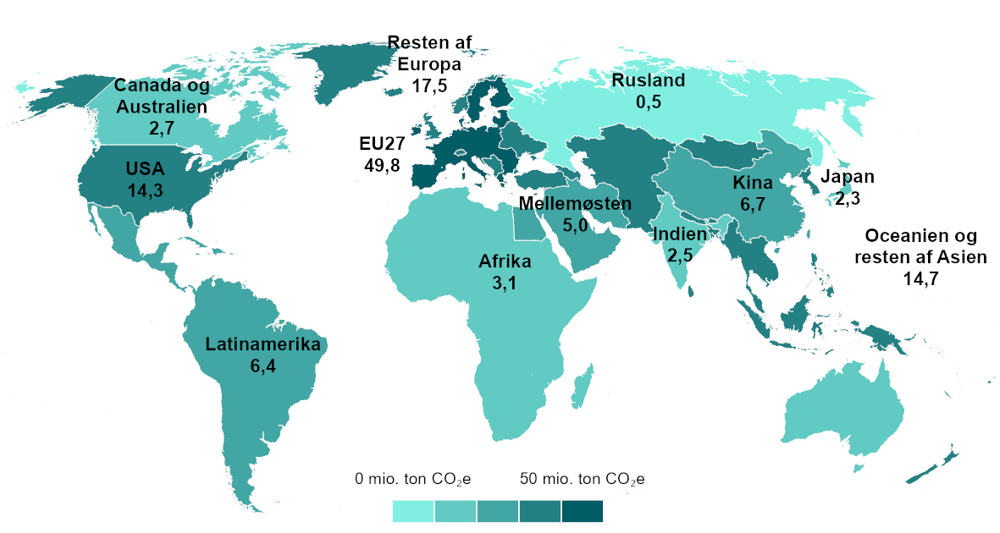 Resten af
Europa
17,5
Canada og
Australien
2,7
Rusland
0,5
EU27
49,8
USA
14,3
Kina
6,7
Japan
2,3
Mellemøsten
5,0
Indien
2,5
Oceanien og
resten af Asien
14,7
Afrika
3,1
Latinamerika
6,4
0 mio. ton CO₂e
50 mio. ton CO₂e